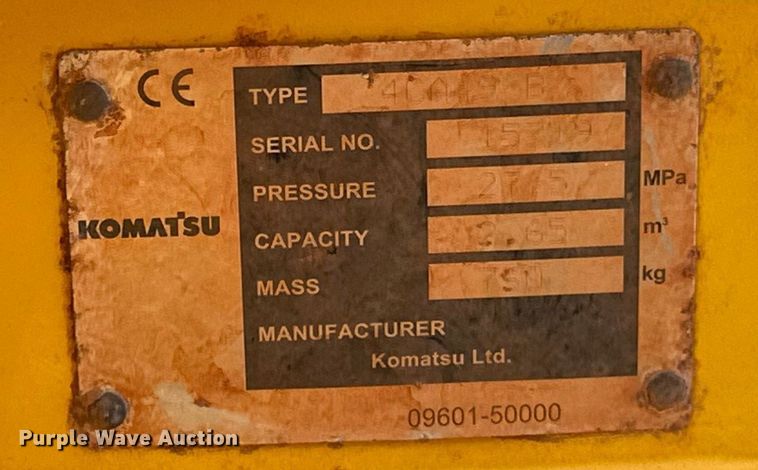 CE
TYPE
SERIAL NO.
PRESSURE MPa
KOMATSU
CAPACITY m³
MASS kg
MANUFACTURER
Komatsu Ltd.
09601-50000
Purple Wave Auction